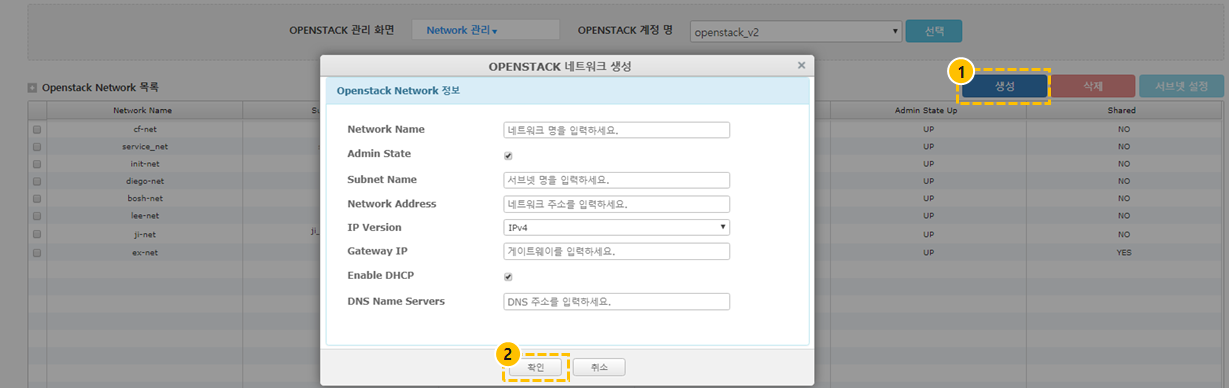 OPENSTACK 관리 화면 Network 관리▾ OPENSTACK 계정 명 openstack_v2 선택
OPENSTACK 네트워크 생성 ×
Openstack Network 정보
1
Openstack Network 목록 생성 삭제 서브넷 설정
Network Name Admin State Up Shared
cf-net UP NO
service_net UP NO
init-net UP NO
diego-net UP NO
bosh-net UP NO
lee-net UP NO
ji-net ji_ UP NO
ex-net UP YES
Network Name 네트워크 명을 입력하세요.
Admin State
Subnet Name 서브넷 명을 입력하세요.
Network Address 네트워크 주소를 입력하세요.
IP Version IPv4
Gateway IP 게이트웨이를 입력하세요.
Enable DHCP
DNS Name Servers DNS 주소를 입력하세요.
2
확인 취소